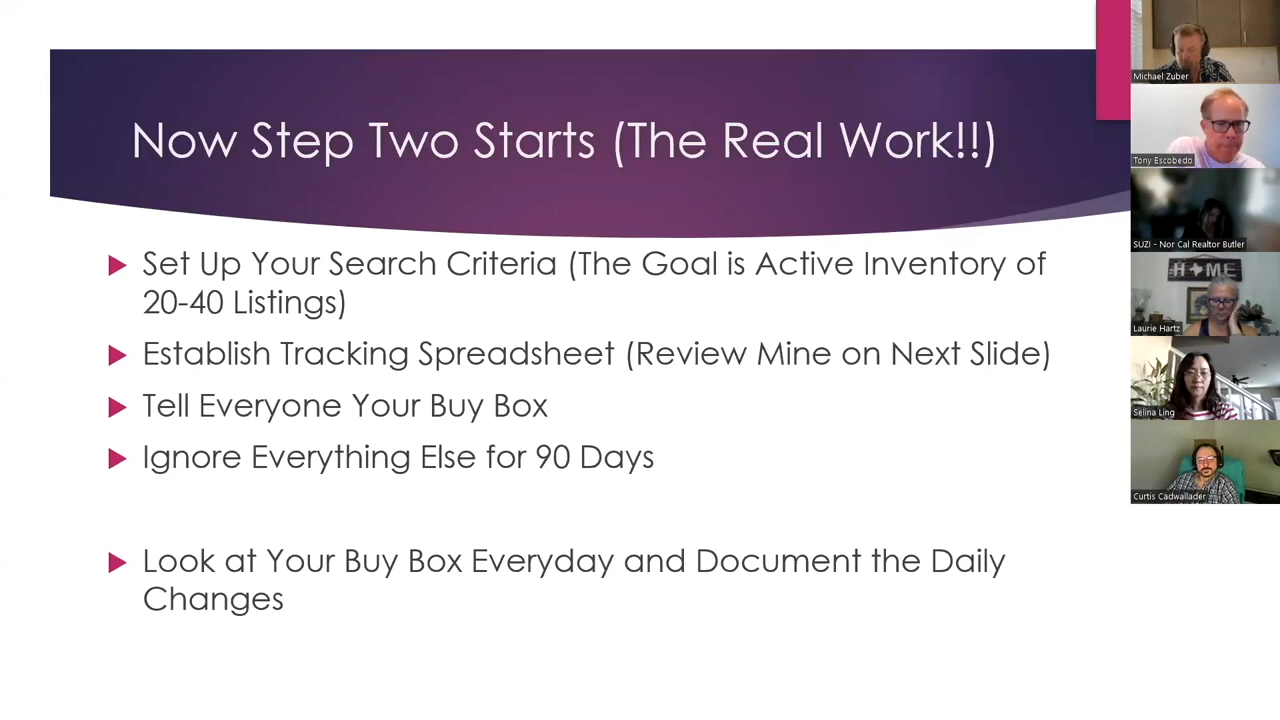 Now Step Two Starts (The Real Work!!)
Set Up Your Search Criteria (The Goal is Active Inventory of
20-40 Listings)
Establish Tracking Spreadsheet (Review Mine on Next Slide)
Tell Everyone Your Buy Box
Ignore Everything Else for 90 Days
Look at Your Buy Box Everyday and Document the Daily
Changes
Michael Zuber
Tony Escobedo
SUZI - Nor Cal Realtor Butler
H ME
Laurie Hartz
Selina Ling
Curtis Cadwallader